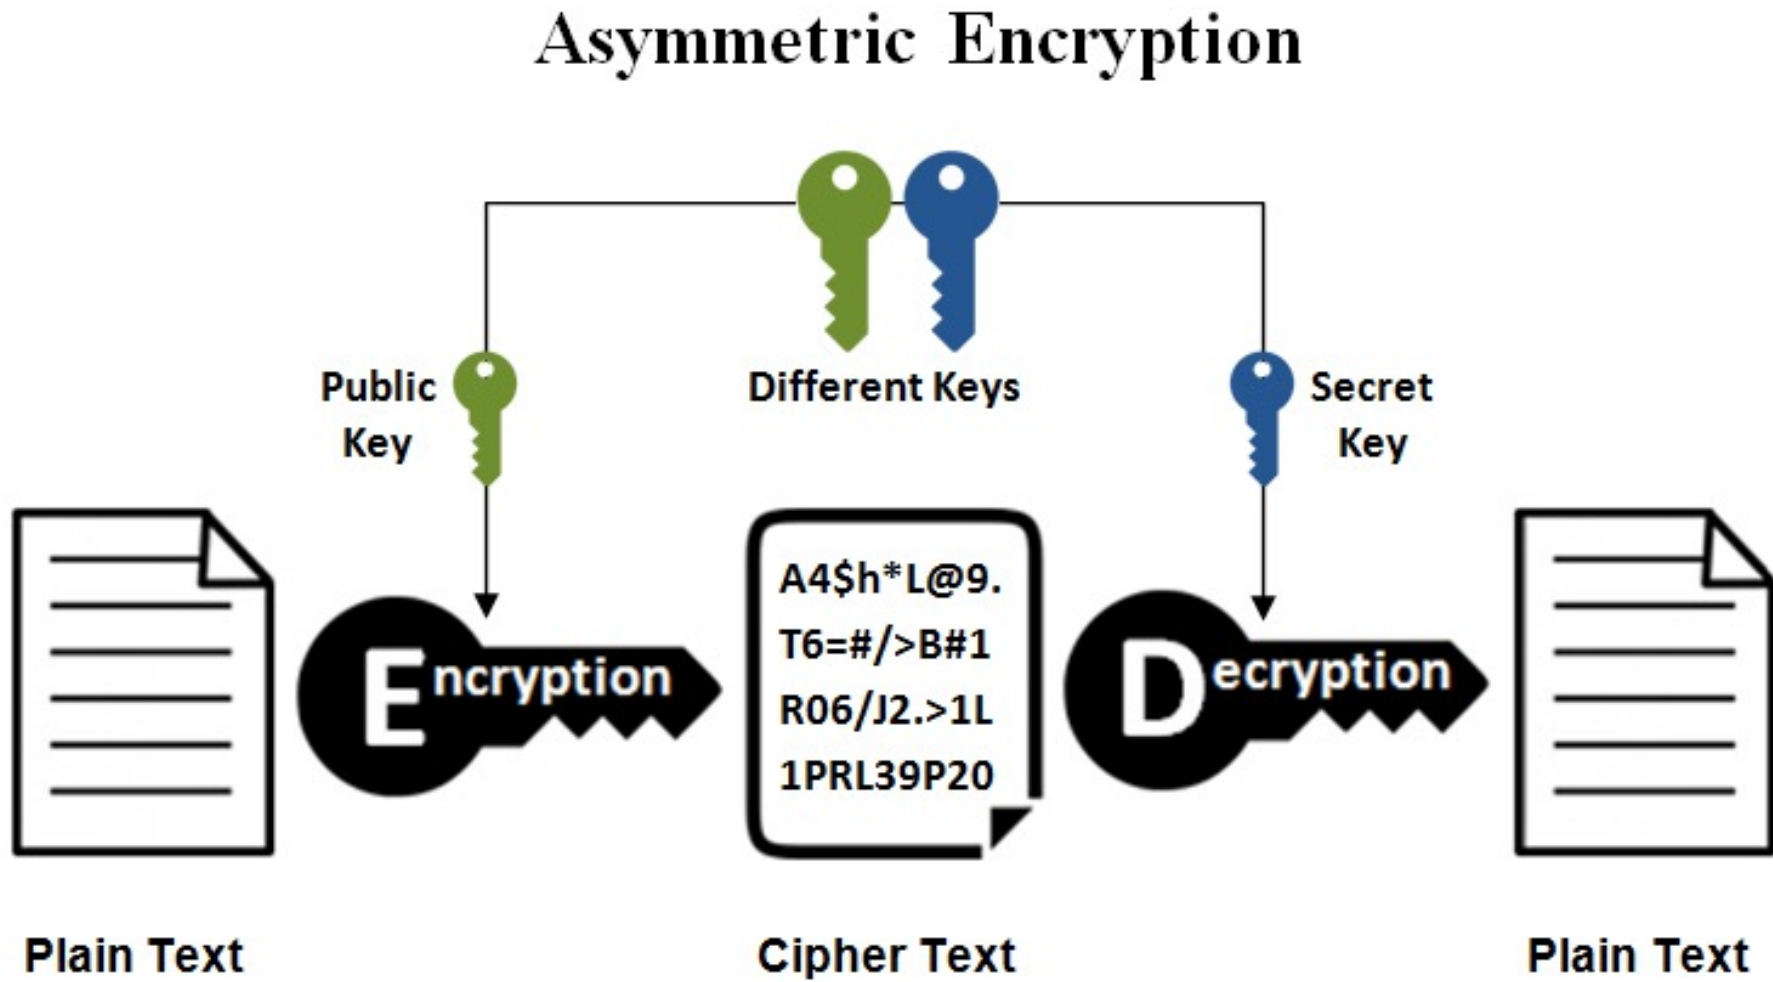 Asymmetric Encryption
Public
Key
Different Keys
Secret
Key
Encryption
A4$h*L@9.
T6=#/>B#1
R06/J2.>1L
1PRL39P20
Decryption
Plain Text
Cipher Text
Plain Text